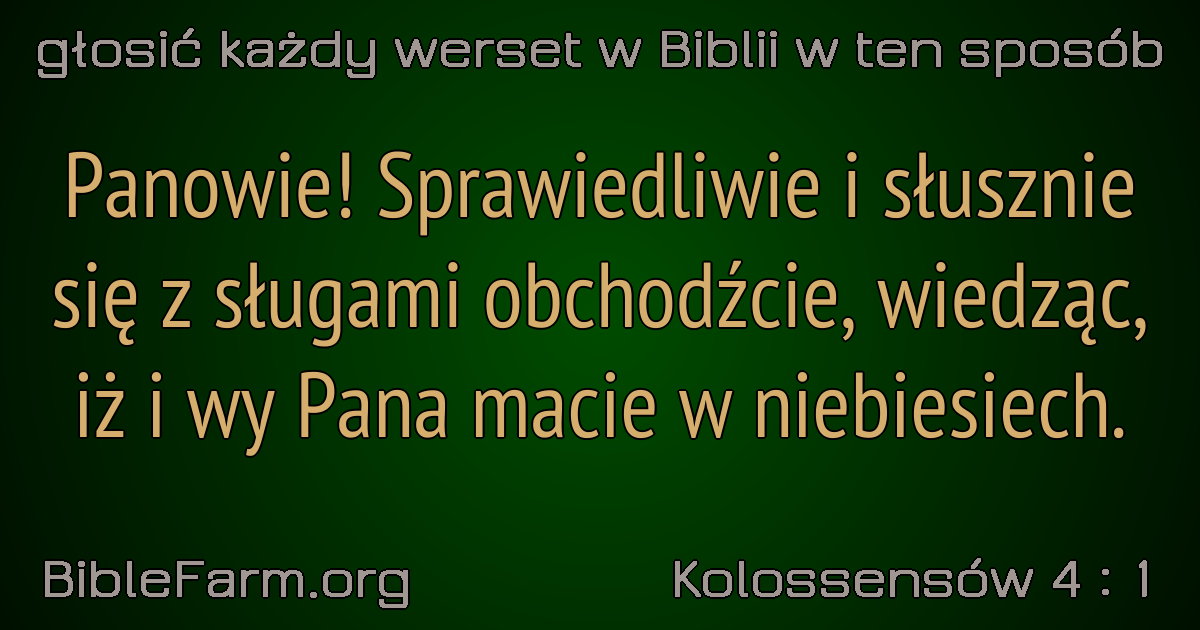 głosić każdy werset w Biblii w ten sposób
Panowie! Sprawiedliwie i słusznie
się z sługami obchodźcie, wiedząc,
iż i wy Pana macie w niebiesiech.
BibleFarm.org
Kolossensów 4 : 1